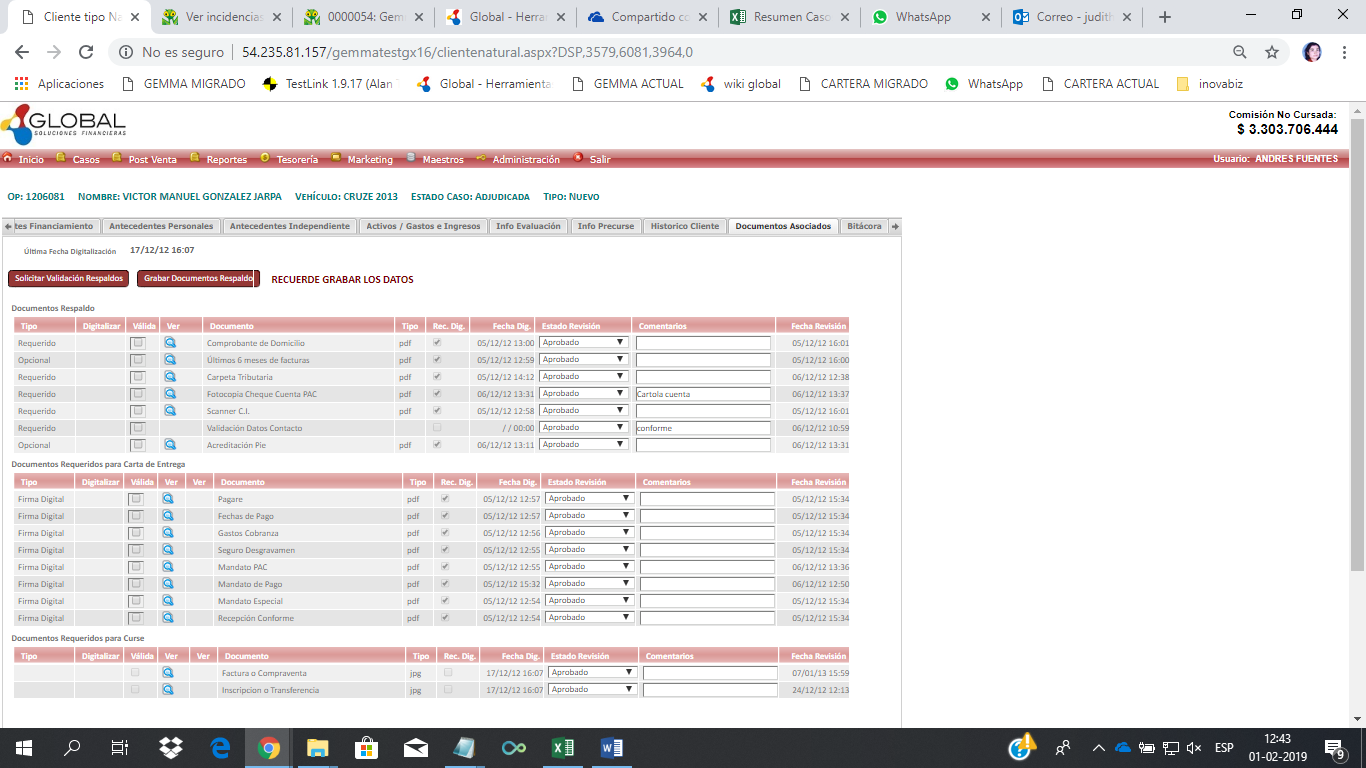 Cliente tipo Na
Ver incidencias
0000054: Gem
Global - Herra
Compartido co
Resumen Caso
WhatsApp
Correo - judith
No es seguro | 54.235.81.157/gemmatestgx16/clientenatural.aspx?DSP,3579,6081,3964,0
Aplicaciones GEMMA MIGRADO TestLink 1.9.17 (Alan Global - Herramienta GEMMA ACTUAL wiki global CARTERA MIGRADO WhatsApp CARTERA ACTUAL inovabiz
GLOBAL
SOLUCIONES FINANCIERAS
Comisión No Cursada:
$ 3.303.706.444
Inicio Casos Post Venta Reportes Tesorería Marketing Maestros Administración Salir Usuario: ANDRES FUENTES
OP: 1206081 NOMBRE: VICTOR MANUEL GONZALEZ JARPA VEHÍCULO: CRUZE 2013 ESTADO CASO: ADJUDICADA TIPO: NUEVO
tes Financiamiento Antecedentes Personales Antecedentes Independiente Activos / Gastos e Ingresos Info Evaluación Info Precurse Historico Cliente Documentos Asociados Bitácora
Última Fecha Digitalización 17/12/12 16:07
Solicitar Validación Respaldos Grabar Documentos Respaldo RECUERDE GRABAR LOS DATOS
Documentos Respaldo
Tipo Digitalizar Válida Ver Documento Tipo Rec. Dig. Fecha Dig. Estado Revisión Comentarios Fecha Revisión
Requerido Comprobante de Domicilio pdf 05/12/12 13:00 Aprobado 05/12/12 16:01
Opcional Últimos 6 meses de facturas pdf 05/12/12 12:59 Aprobado 05/12/12 16:00
Requerido Carpeta Tributaria pdf 05/12/12 14:12 Aprobado 06/12/12 12:38
Requerido Fotocopia Cheque Cuenta PAC pdf 06/12/12 13:31 Aprobado Cartola cuenta 06/12/12 13:37
Requerido Scanner C.I. pdf 05/12/12 12:58 Aprobado 05/12/12 16:01
Requerido Validación Datos Contacto / / 00:00 Aprobado conforme 06/12/12 10:59
Opcional Acreditación Pie pdf 06/12/12 13:11 Aprobado 06/12/12 13:31
Documentos Requeridos para Carta de Entrega
Tipo Digitalizar Válida Ver Ver Documento Tipo Rec. Dig. Fecha Dig. Estado Revisión Comentarios Fecha Revisión
Firma Digital Pagare pdf 05/12/12 12:57 Aprobado 05/12/12 15:34
Firma Digital Fechas de Pago pdf 05/12/12 12:57 Aprobado 05/12/12 15:34
Firma Digital Gastos Cobranza pdf 05/12/12 12:56 Aprobado 05/12/12 15:34
Firma Digital Seguro Desgravamen pdf 05/12/12 12:55 Aprobado 05/12/12 15:34
Firma Digital Mandato PAC pdf 05/12/12 12:55 Aprobado 06/12/12 13:36
Firma Digital Mandato de Pago pdf 05/12/12 15:32 Aprobado 06/12/12 12:50
Firma Digital Mandato Especial pdf 05/12/12 12:54 Aprobado 05/12/12 15:34
Firma Digital Recepción Conforme pdf 05/12/12 12:54 Aprobado 05/12/12 15:34
Documentos Requeridos para Curse
Tipo Digitalizar Válida Ver Ver Documento Tipo Rec. Dig. Fecha Dig. Estado Revisión Comentarios Fecha Revisión
Factura o Compraventa jpg 17/12/12 16:07 Aprobado 07/01/13 15:59
Inscripcion o Transferencia jpg 17/12/12 16:07 Aprobado 24/12/12 12:13
ESP
12:43
01-02-2019
9